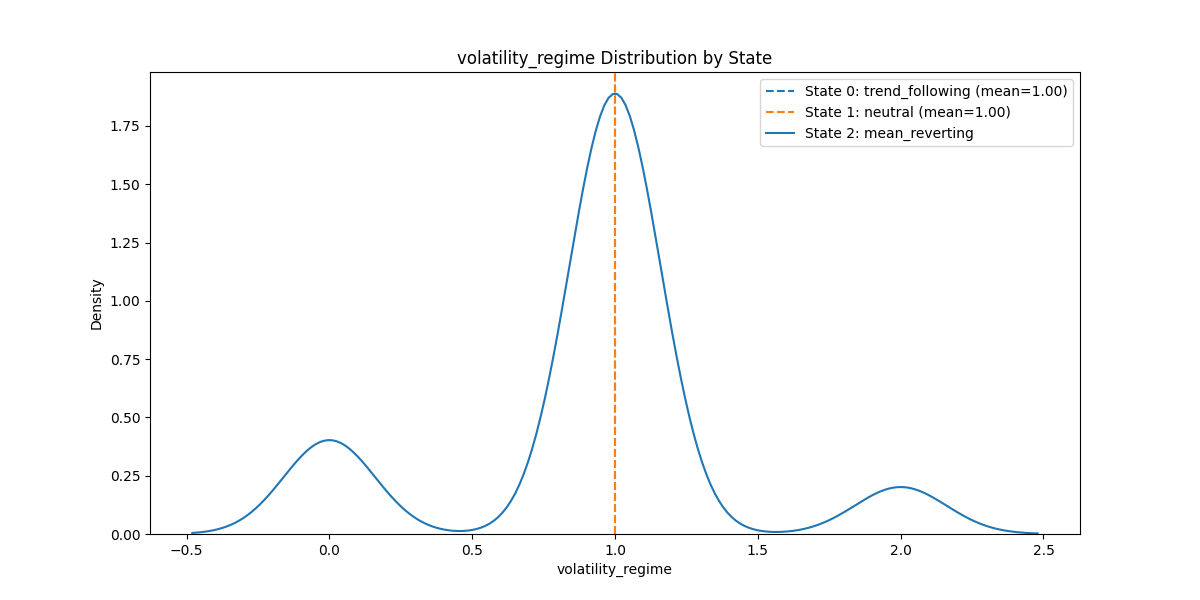 volatility_regime Distribution by State
State 0: trend_following (mean=1.00)
State 1: neutral (mean=1.00)
State 2: mean_reverting
1.75
1.50
1.25
1.00
0.75
0.50
0.25
0.00
Density
−0.5 0.0 0.5 1.0 1.5 2.0 2.5
volatility_regime